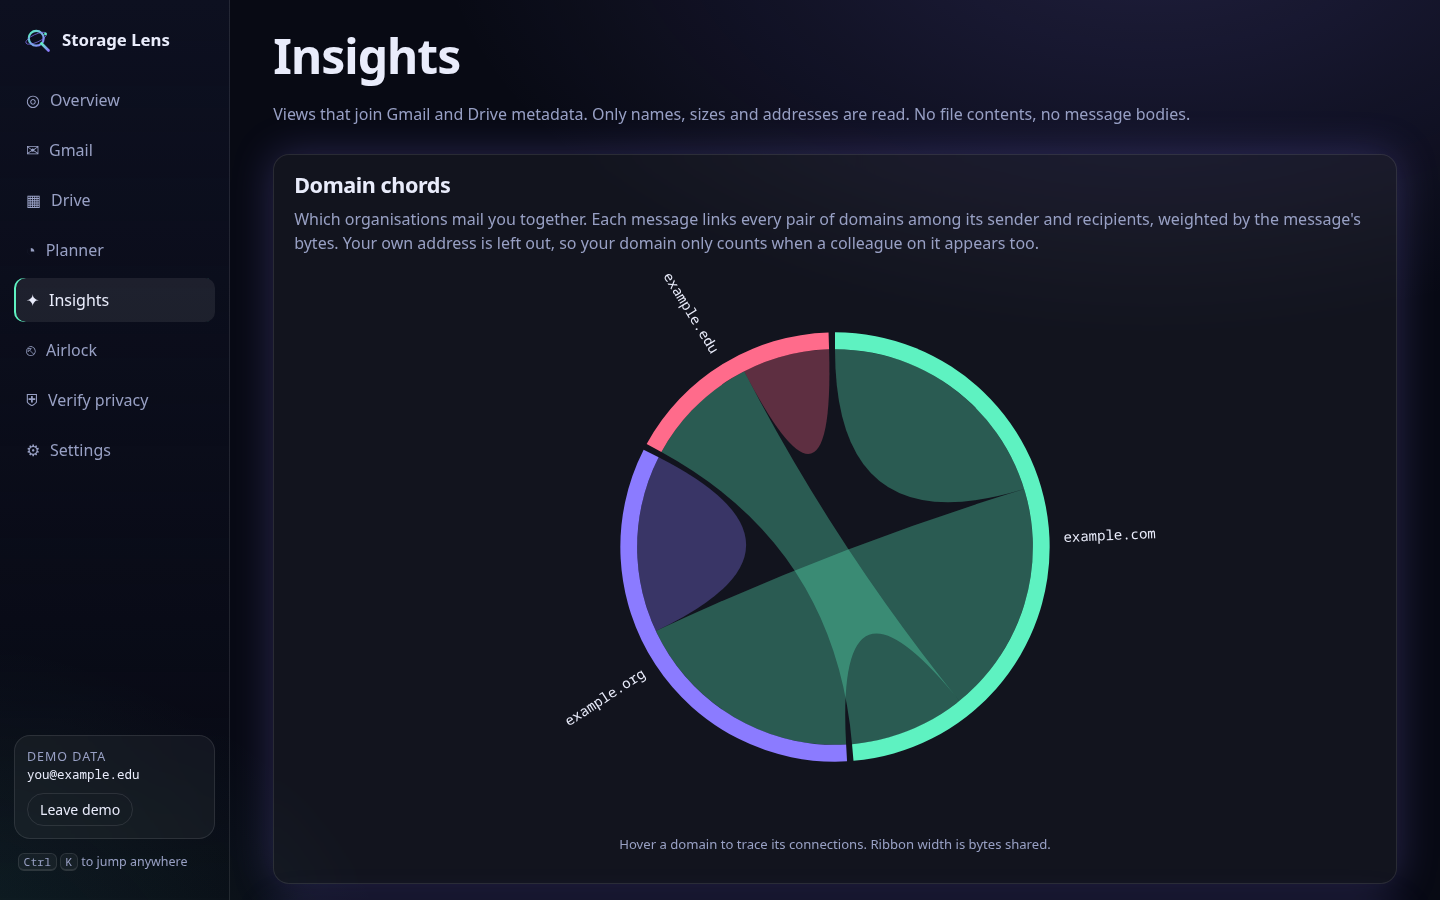 Storage Lens
Overview
Gmail
Drive
Planner
Insights
Airlock
Verify privacy
Settings
DEMO DATA
you@example.edu
Leave demo
Ctrl K to jump anywhere
Insights
Views that join Gmail and Drive metadata. Only names, sizes and addresses are read. No file contents, no message bodies.
Domain chords
Which organisations mail you together. Each message links every pair of domains among its sender and recipients, weighted by the message's
bytes. Your own address is left out, so your domain only counts when a colleague on it appears too.
example.edu
example.com
example.org
Hover a domain to trace its connections. Ribbon width is bytes shared.